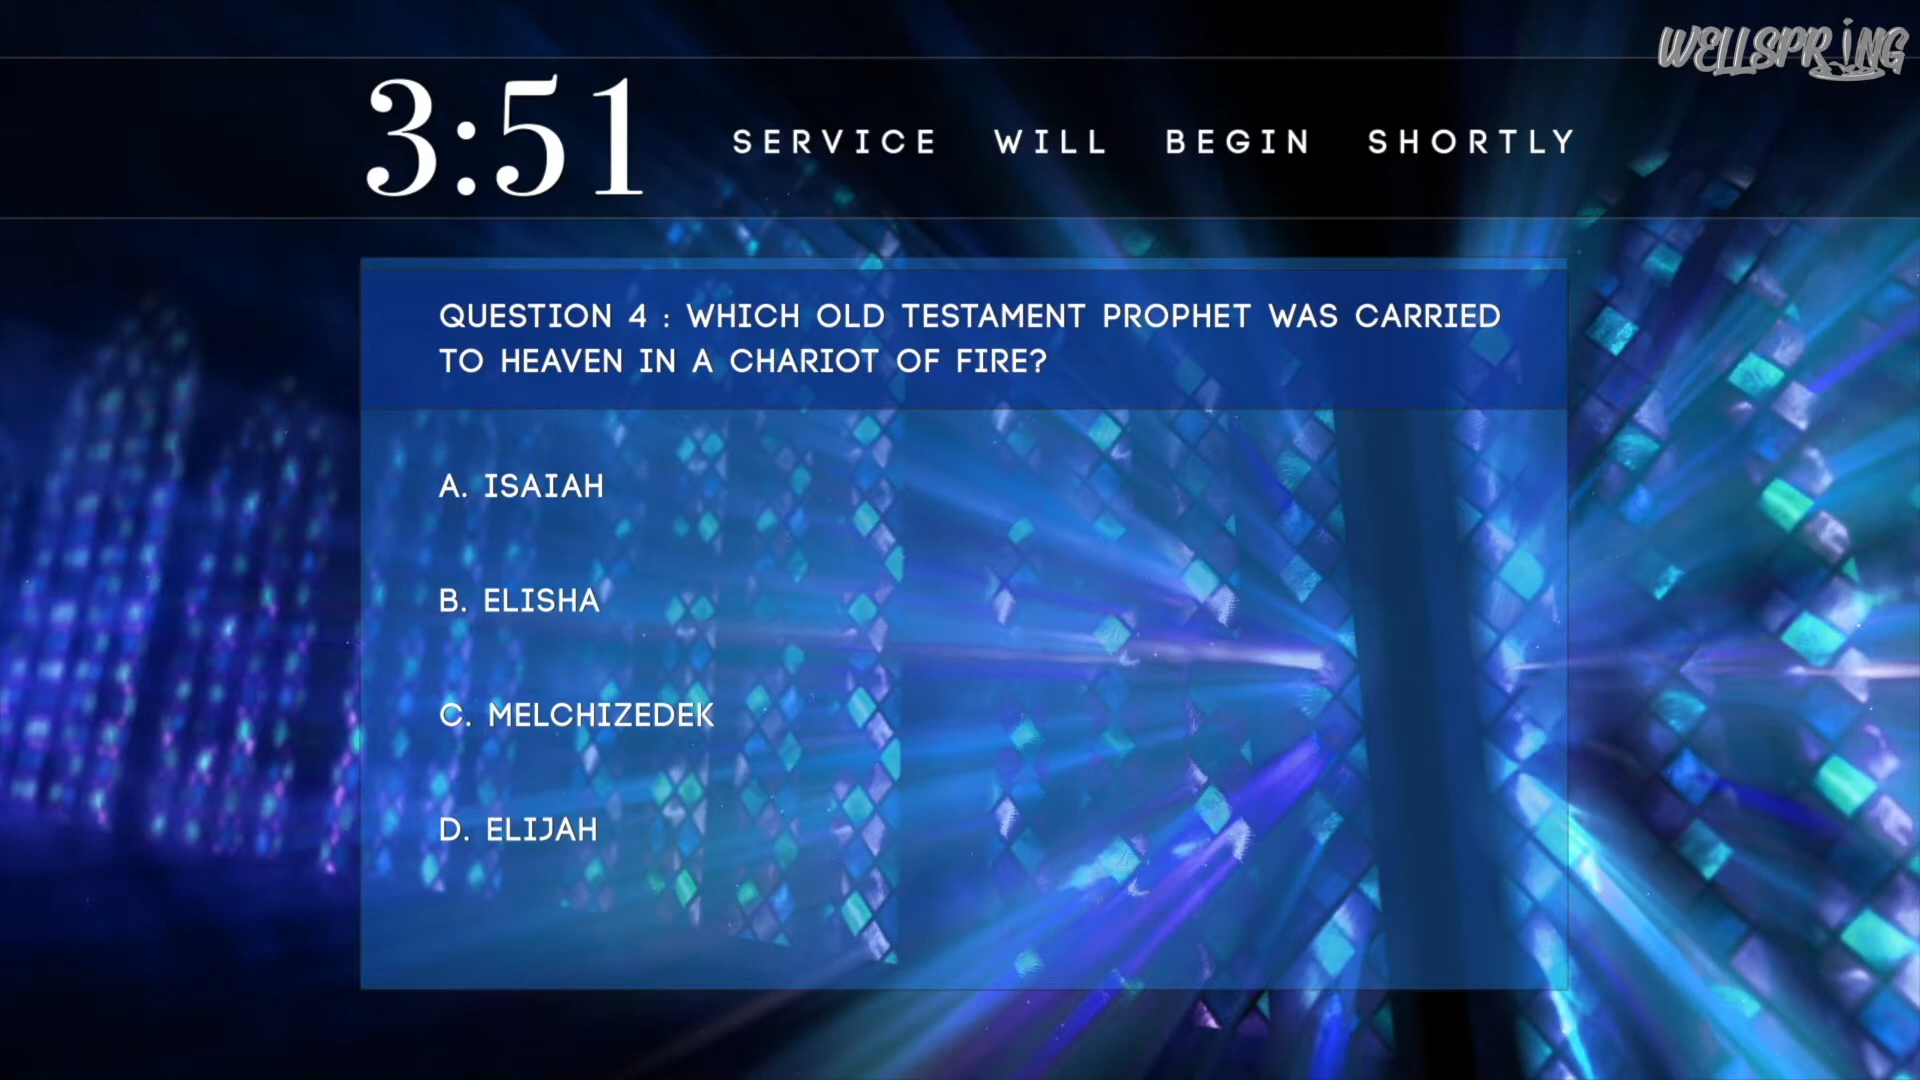 WELLSPRING
3:51 SERVICE WILL BEGIN SHORTLY
QUESTION 4 : WHICH OLD TESTAMENT PROPHET WAS CARRIED
TO HEAVEN IN A CHARIOT OF FIRE?
A. ISAIAH
B. ELISHA
C. MELCHIZEDEK
D. ELIJAH